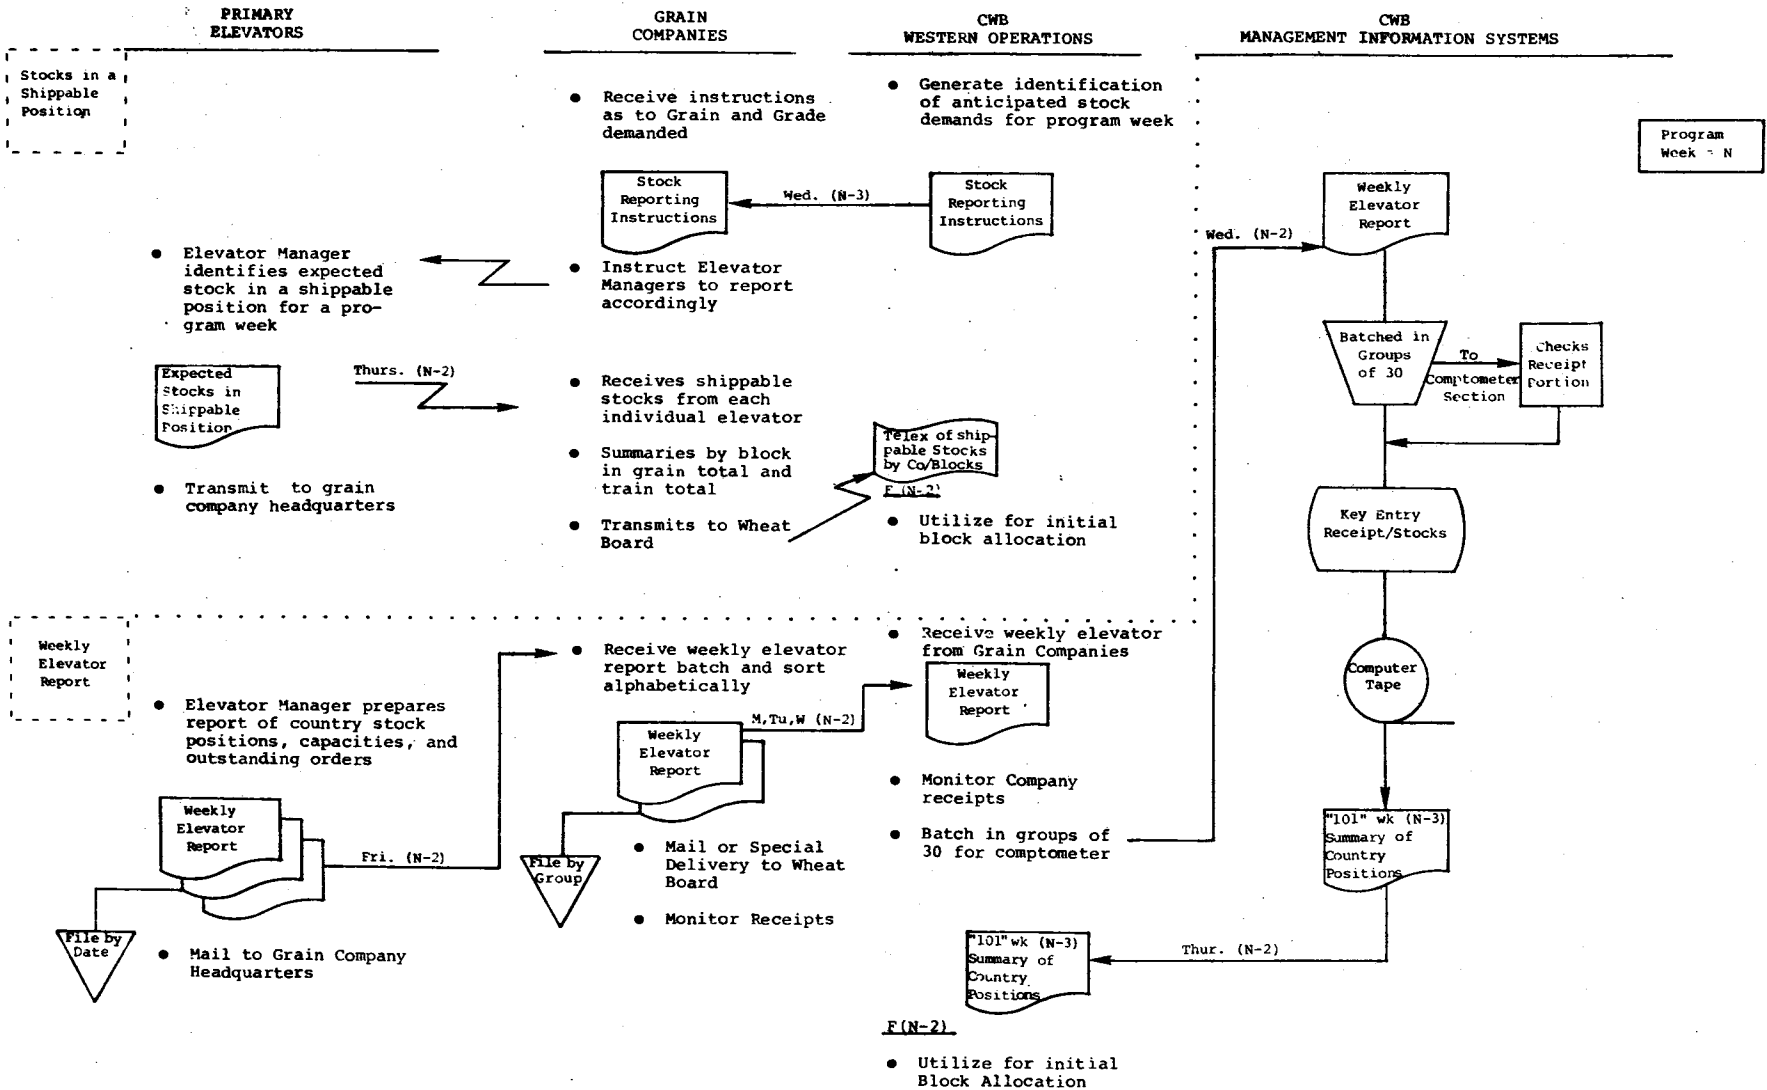 PRIMARY
ELEVATORS
GRAIN
COMPANIES
CWB
WESTERN OPERATIONS
CWB
MANAGEMENT INFORMATION SYSTEMS
Stocks in a
Shippable
Position
Program
Week = N
• Receive instructions
as to Grain and Grade
demanded
• Generate identification
of anticipated stock
demands for program week
Stock
Reporting
Instructions
Wed. (N-3)
Stock
Reporting
Instructions
• Elevator Manager
identifies expected
stock in a shippable
position for a pro-
gram week
• Instruct Elevator
Managers to report
accordingly
Expected
Stocks in
Shippable
Position
Thurs. (N-2)
• Receives shippable
stocks from each
individual elevator
• Summaries by block
in grain total and
train total
• Transmits to Wheat
Board
• Transmit to grain
company headquarters
Telex of ship-
pable Stocks
by Co/Blocks
F (N-2)
• Utilize for initial
block allocation
Wed. (N-2)
Weekly
Elevator
Report
Batched in
Groups
of 30
To
Comptometer
Section
Checks
Receipt
Portion
Key Entry
Receipt/Stocks
Computer
Tape
"101" wk (N-3)
Summary of
Country
Positions
Weekly
Elevator
Report
• Elevator Manager prepares
report of country stock
positions, capacities, and
outstanding orders
Weekly
Elevator
Report
Fri. (N-2)
File by
Date
• Mail to Grain Company
Headquarters
• Receive weekly elevator
report batch and sort
alphabetically
Weekly
Elevator
Report
M,Tu,W (N-2)
File by
Group
• Mail or Special
Delivery to Wheat
Board
• Monitor Receipts
• Receive weekly elevator
from Grain Companies
Weekly
Elevator
Report
• Monitor Company
receipts
• Batch in groups of
30 for comptometer
"101" wk (N-3)
Summary of
Country
Positions
Thur. (N-2)
F(N-2)
• Utilize for initial
Block Allocation